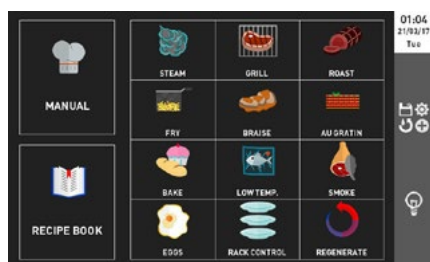 01:04
21/03/17
Tue
MANUAL
RECIPE BOOK
STEAM
GRILL
ROAST
FRY
BRAISE
AU GRATIN
BAKE
LOW TEMP.
SMOKE
EGGS
RACK CONTROL
REGENERATE